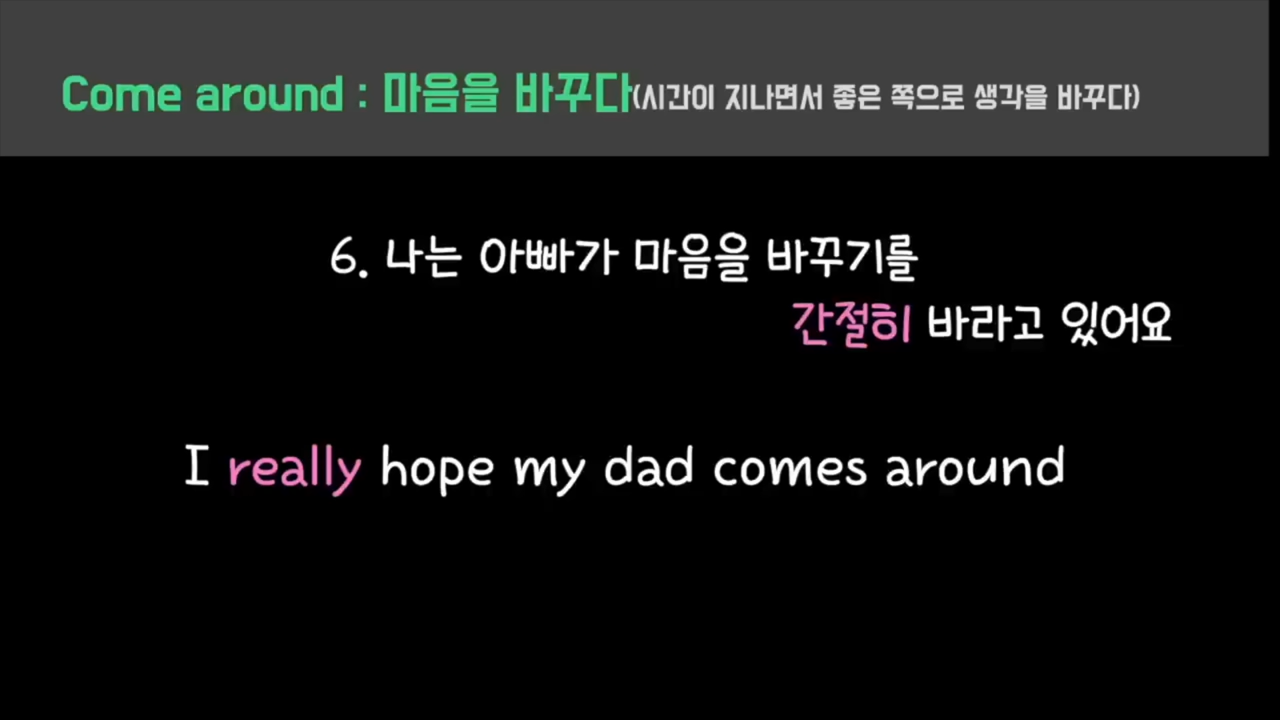 Come around : 마음을 바꾸다(시간이 지나면서 좋은 쪽으로 생각을 바꾸다)
6. 나는 아빠가 마음을 바꾸기를
간절히 바라고 있어요
I really hope my dad comes around